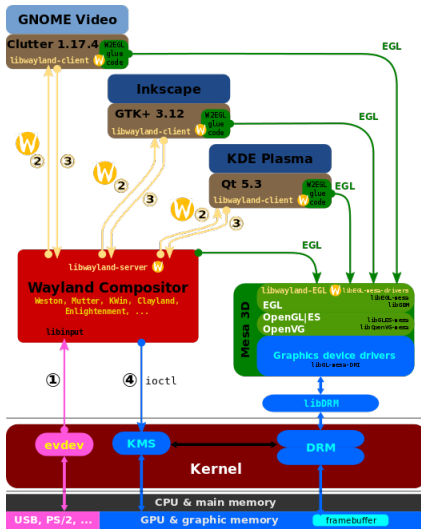 GNOME Video
Clutter 1.17.4
libwayland-client W
W2EGL
glue
code
EGL
Inkscape
GTK+ 3.12
libwayland-client W
W2EGL
glue
code
EGL
KDE Plasma
Qt 5.3
libwayland-client W
W2EGL
glue
code
EGL
W
2
3
W
2
3
W
2
3
EGL
libwayland-server W
Wayland Compositor
Weston, Mutter, KWin, Clayland,
Enlightenment, ...
libinput
Mesa 3D
libwayland-EGL W libEGL-mesa-drivers
libEGL-mesa
EGL
libGBM
OpenGL|ES
libGLES-mesa
OpenVG
libOpenVG-mesa
Graphics device drivers
libGL-mesa-DRI
1
4 ioctl
libDRM
evdev
KMS
DRM
Kernel
CPU & main memory
USB, PS/2, ...
GPU & graphic memory
framebuffer